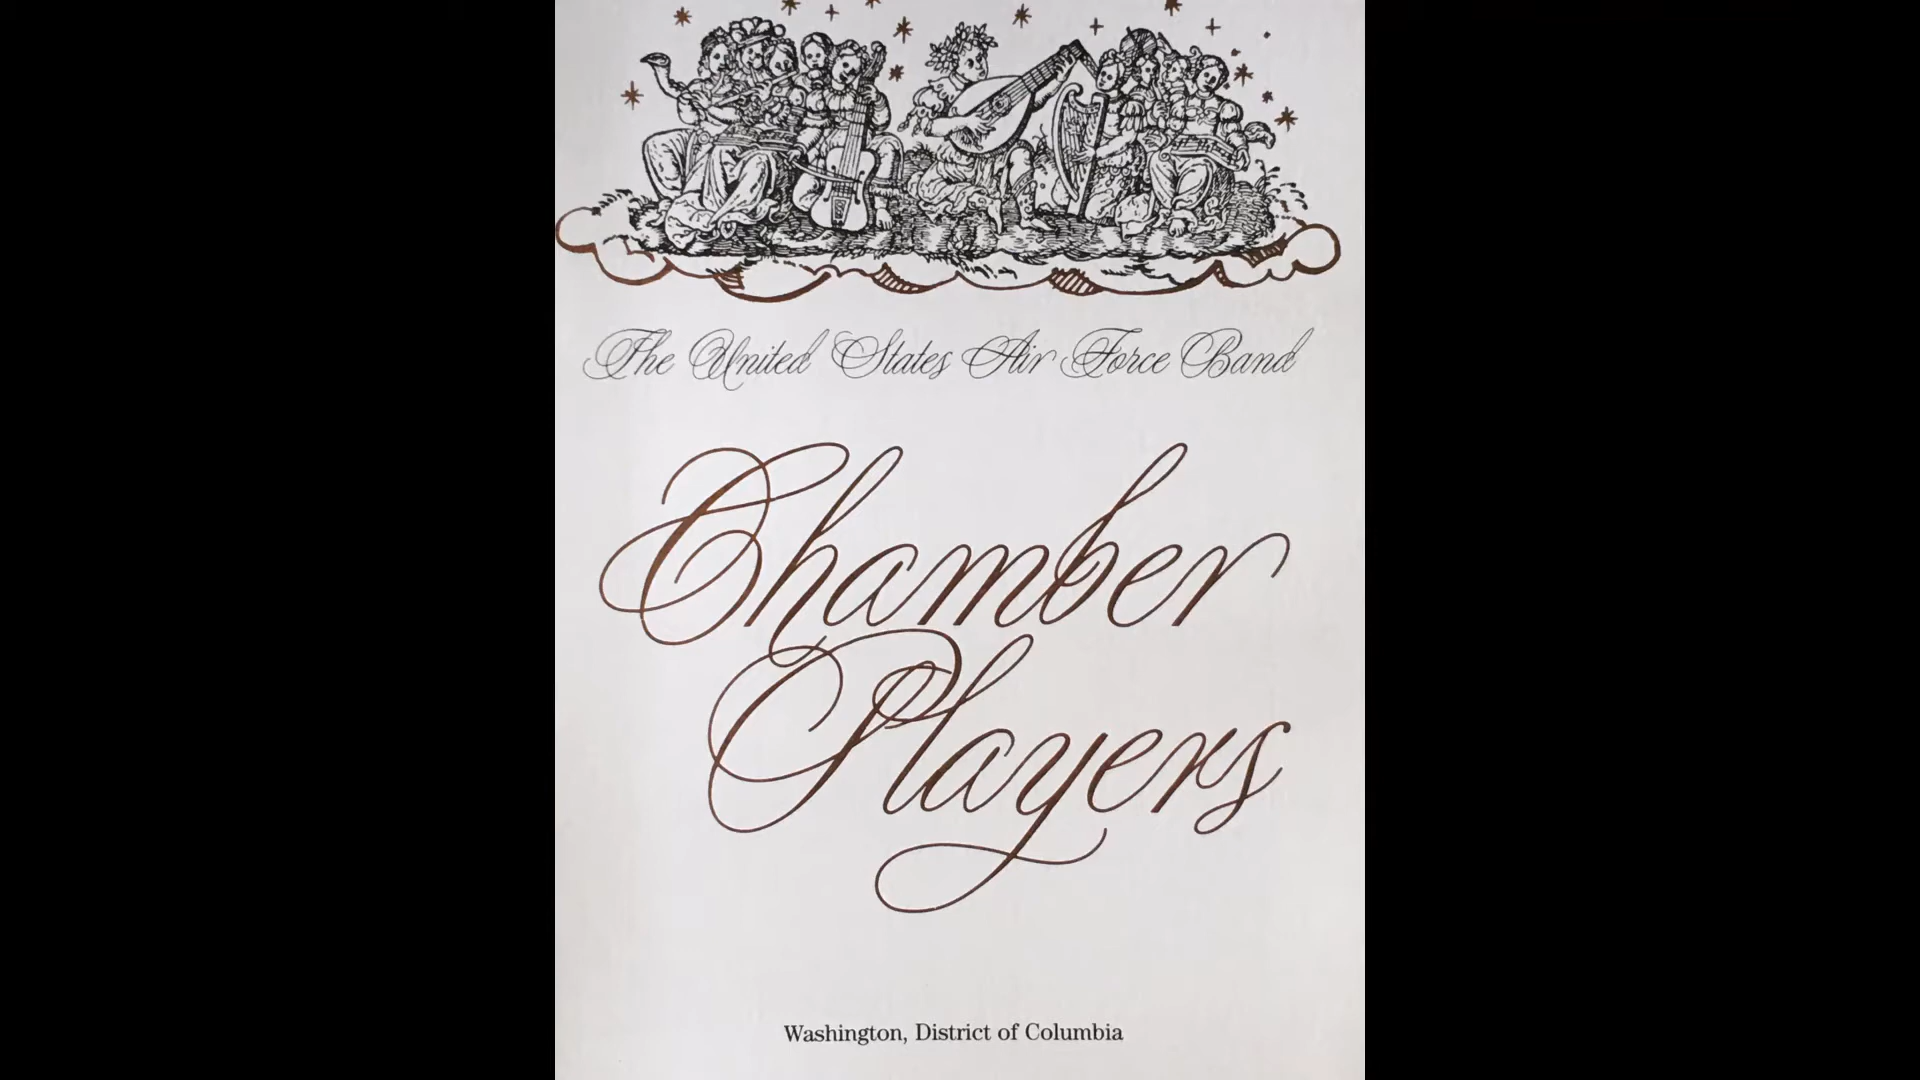 The United States Air Force Band
Chamber
Players
Washington, District of Columbia